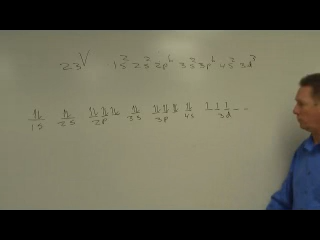 23V 1s² 2s² 2p⁶ 3s² 3p⁶ 4s² 3d³
1s 2s 2p 3s 3p 4s 3d